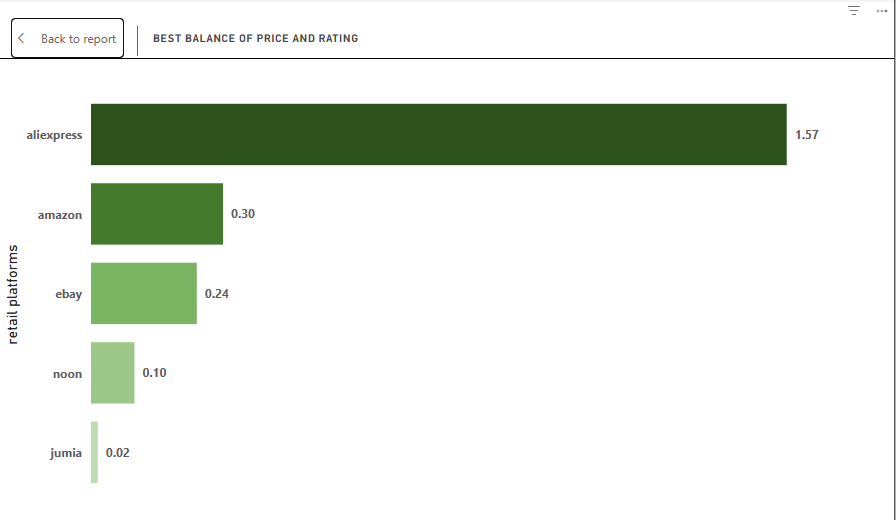 Back to report
BEST BALANCE OF PRICE AND RATING
retail platforms
aliexpress 1.57
amazon 0.30
ebay 0.24
noon 0.10
jumia 0.02